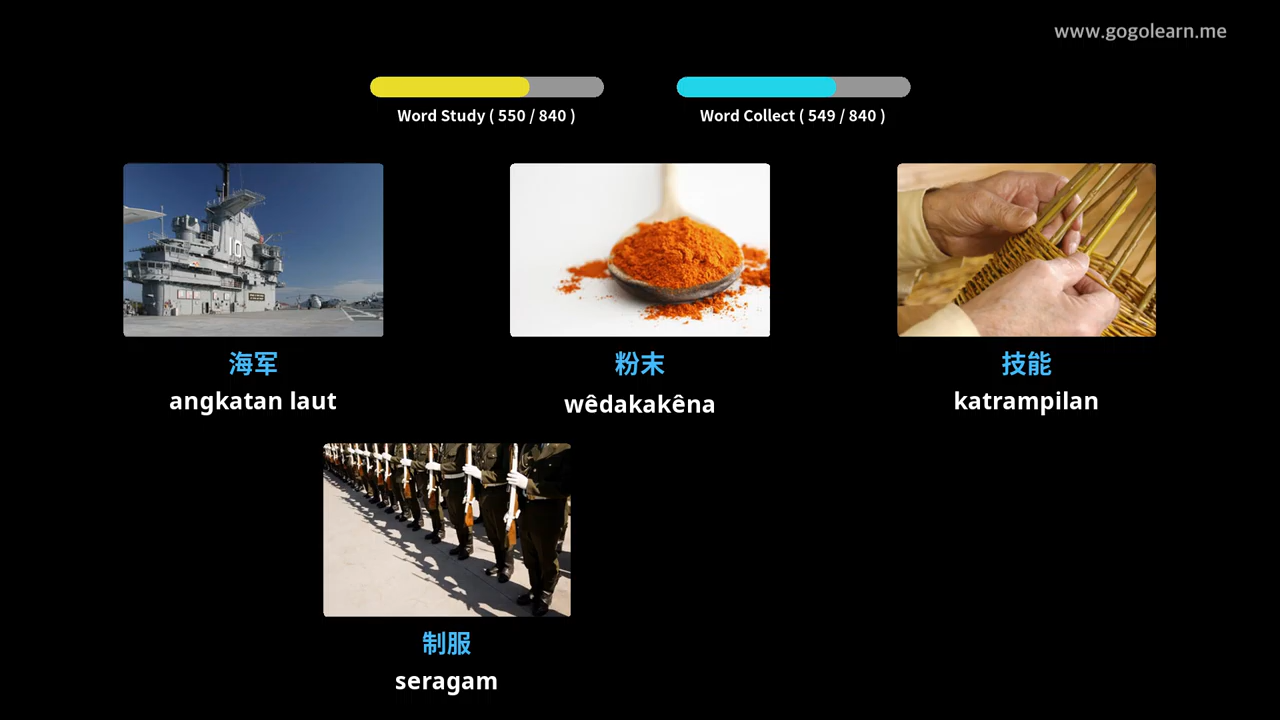 www.gogolearn.me
Word Study ( 550 / 840 )
Word Collect ( 549 / 840 )
10
海军
angkatan laut
粉末
wêdakakêna
技能
katrampilan
制服
seragam